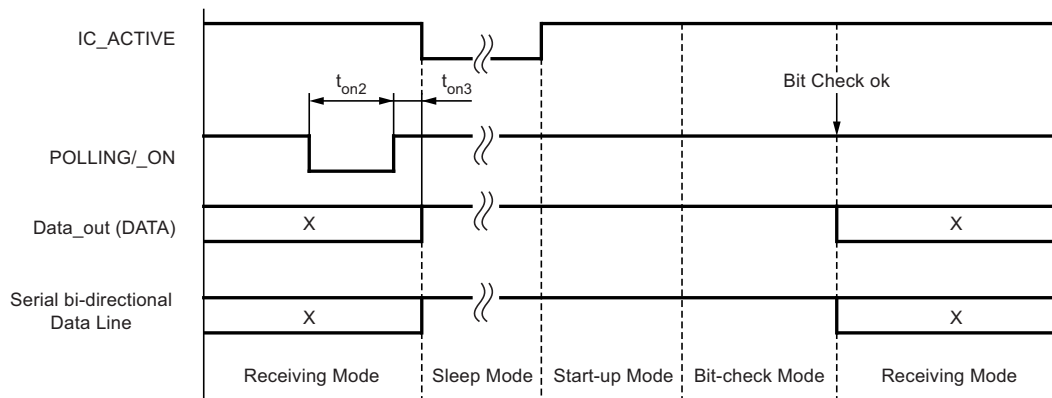 IC_ACTIVE
t_on2
t_on3
Bit Check ok
POLLING/_ON
Data_out (DATA)
X
X
Serial bi-directional
Data Line
X
X
Receiving Mode
Sleep Mode
Start-up Mode
Bit-check Mode
Receiving Mode